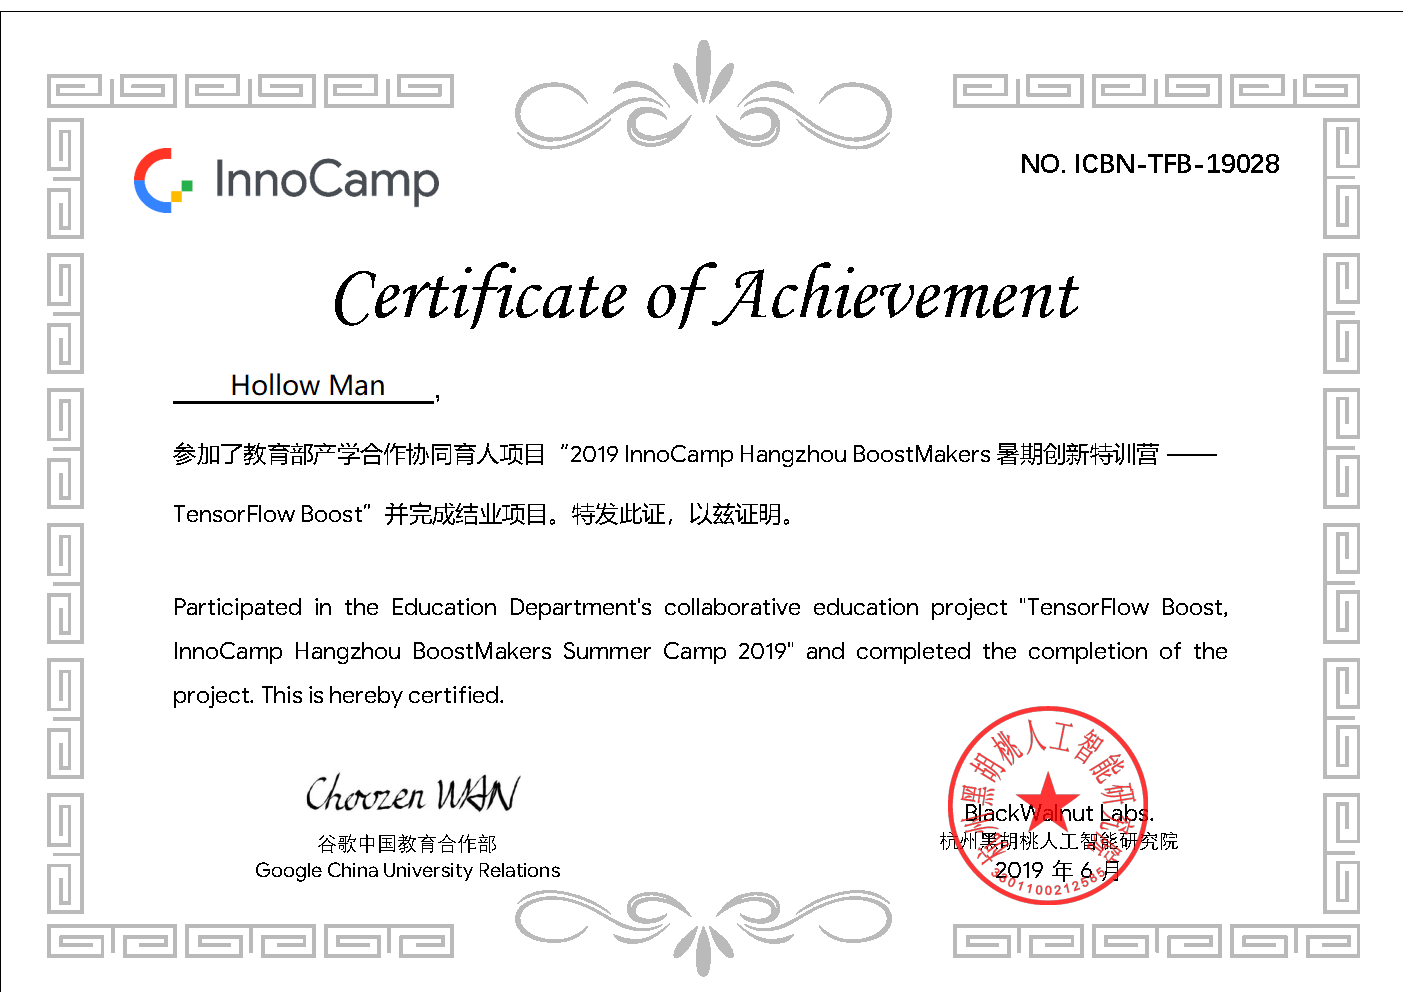 InnoCamp
NO. ICBN-TFB-19028
Certificate of Achievement
Hollow Man,
参加了教育部产学合作协同育人项目“2019 InnoCamp Hangzhou BoostMakers 暑期创新特训营 ——
TensorFlow Boost”并完成结业项目。特发此证，以兹证明。
Participated in the Education Department's collaborative education project "TensorFlow Boost,
InnoCamp Hangzhou BoostMakers Summer Camp 2019" and completed the completion of the
project. This is hereby certified.
Choozen WAN
谷歌中国教育合作部
Google China University Relations
杭州黑胡桃人工智能研究院
BlackWalnut Labs.
杭州黑胡桃人工智能研究院
2019 年 6 月
3301100212585